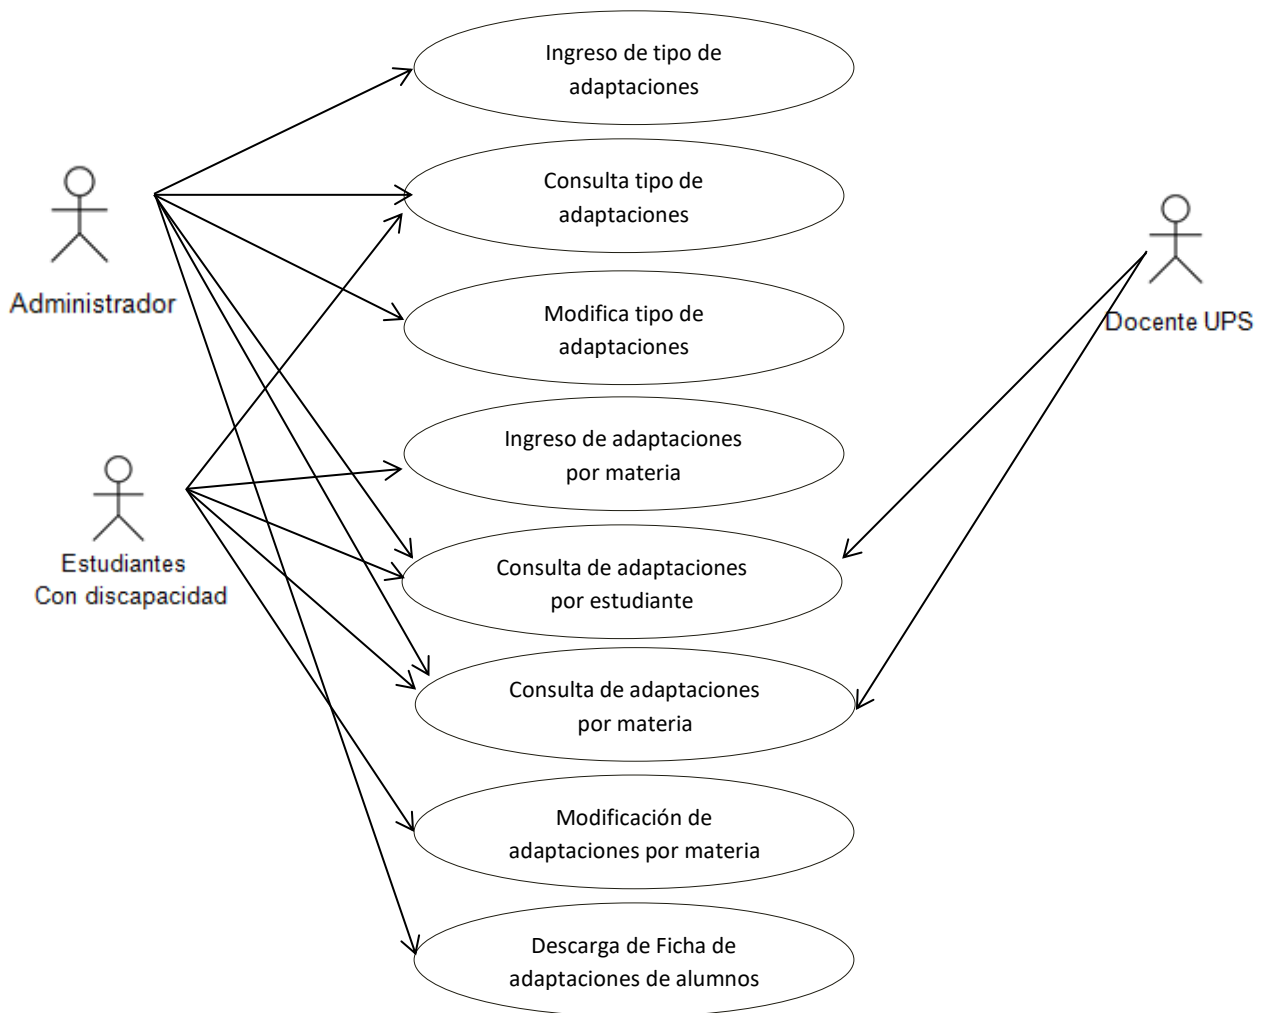 Ingreso de tipo de
adaptaciones
Consulta tipo de
adaptaciones
Administrador
Docente UPS
Modifica tipo de
adaptaciones
Ingreso de adaptaciones
por materia
Estudiantes
Con discapacidad
Consulta de adaptaciones
por estudiante
Consulta de adaptaciones
por materia
Modificación de
adaptaciones por materia
Descarga de Ficha de
adaptaciones de alumnos